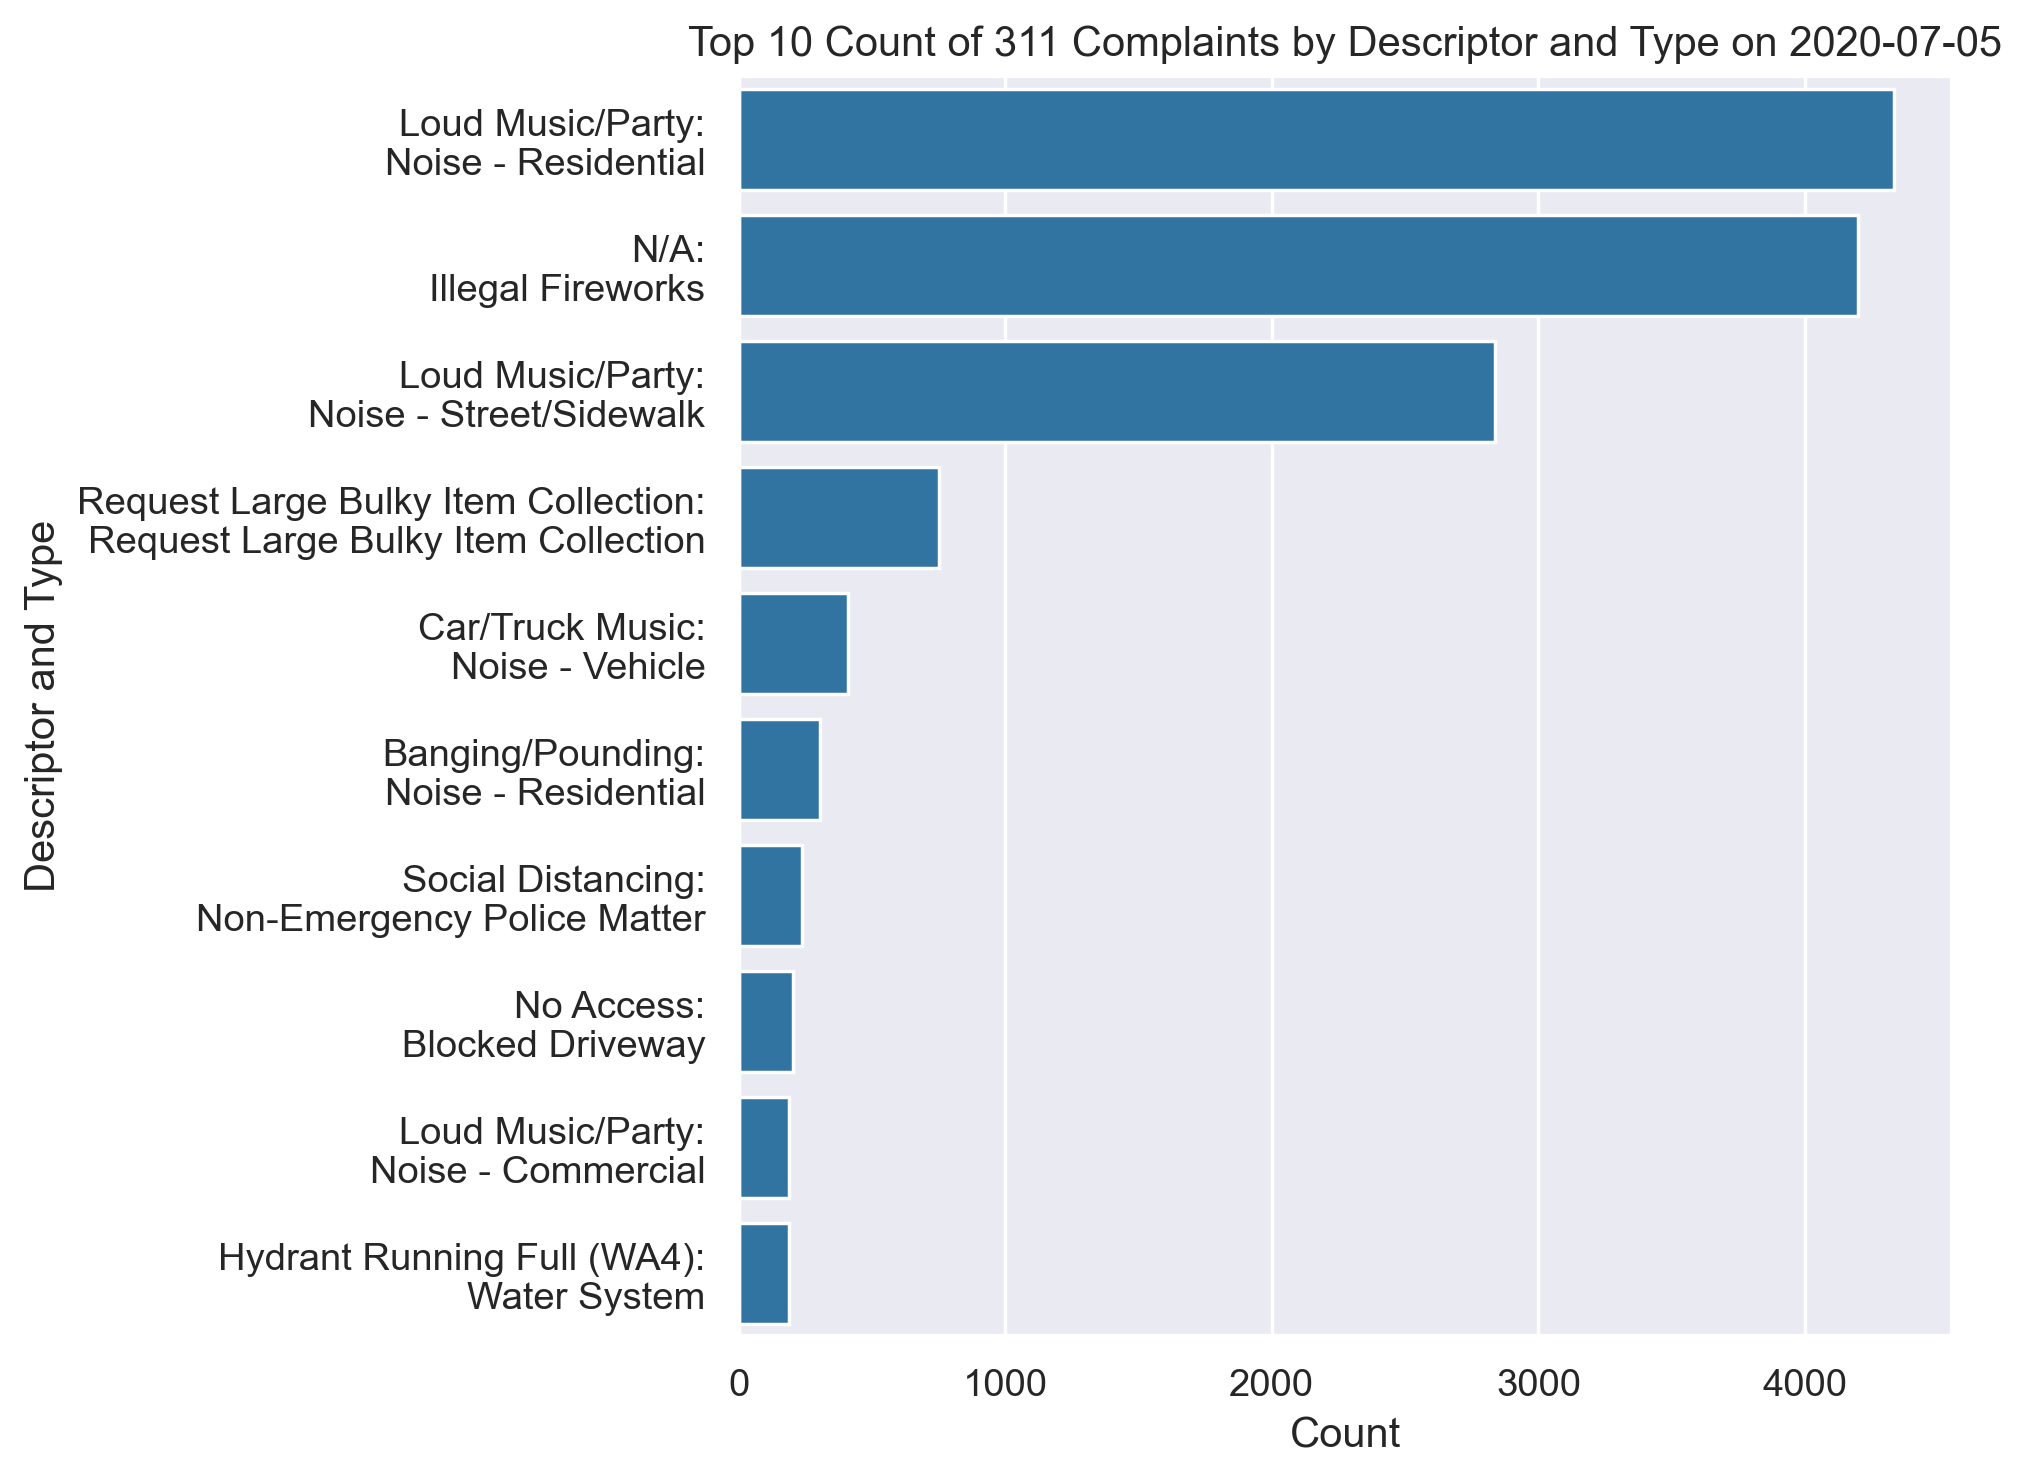 Top 10 Count of 311 Complaints by Descriptor and Type on 2020-07-05
Descriptor and Type
Loud Music/Party:
Noise - Residential
N/A:
Illegal Fireworks
Loud Music/Party:
Noise - Street/Sidewalk
Request Large Bulky Item Collection:
Request Large Bulky Item Collection
Car/Truck Music:
Noise - Vehicle
Banging/Pounding:
Noise - Residential
Social Distancing:
Non-Emergency Police Matter
No Access:
Blocked Driveway
Loud Music/Party:
Noise - Commercial
Hydrant Running Full (WA4):
Water System
0 1000 2000 3000 4000
Count